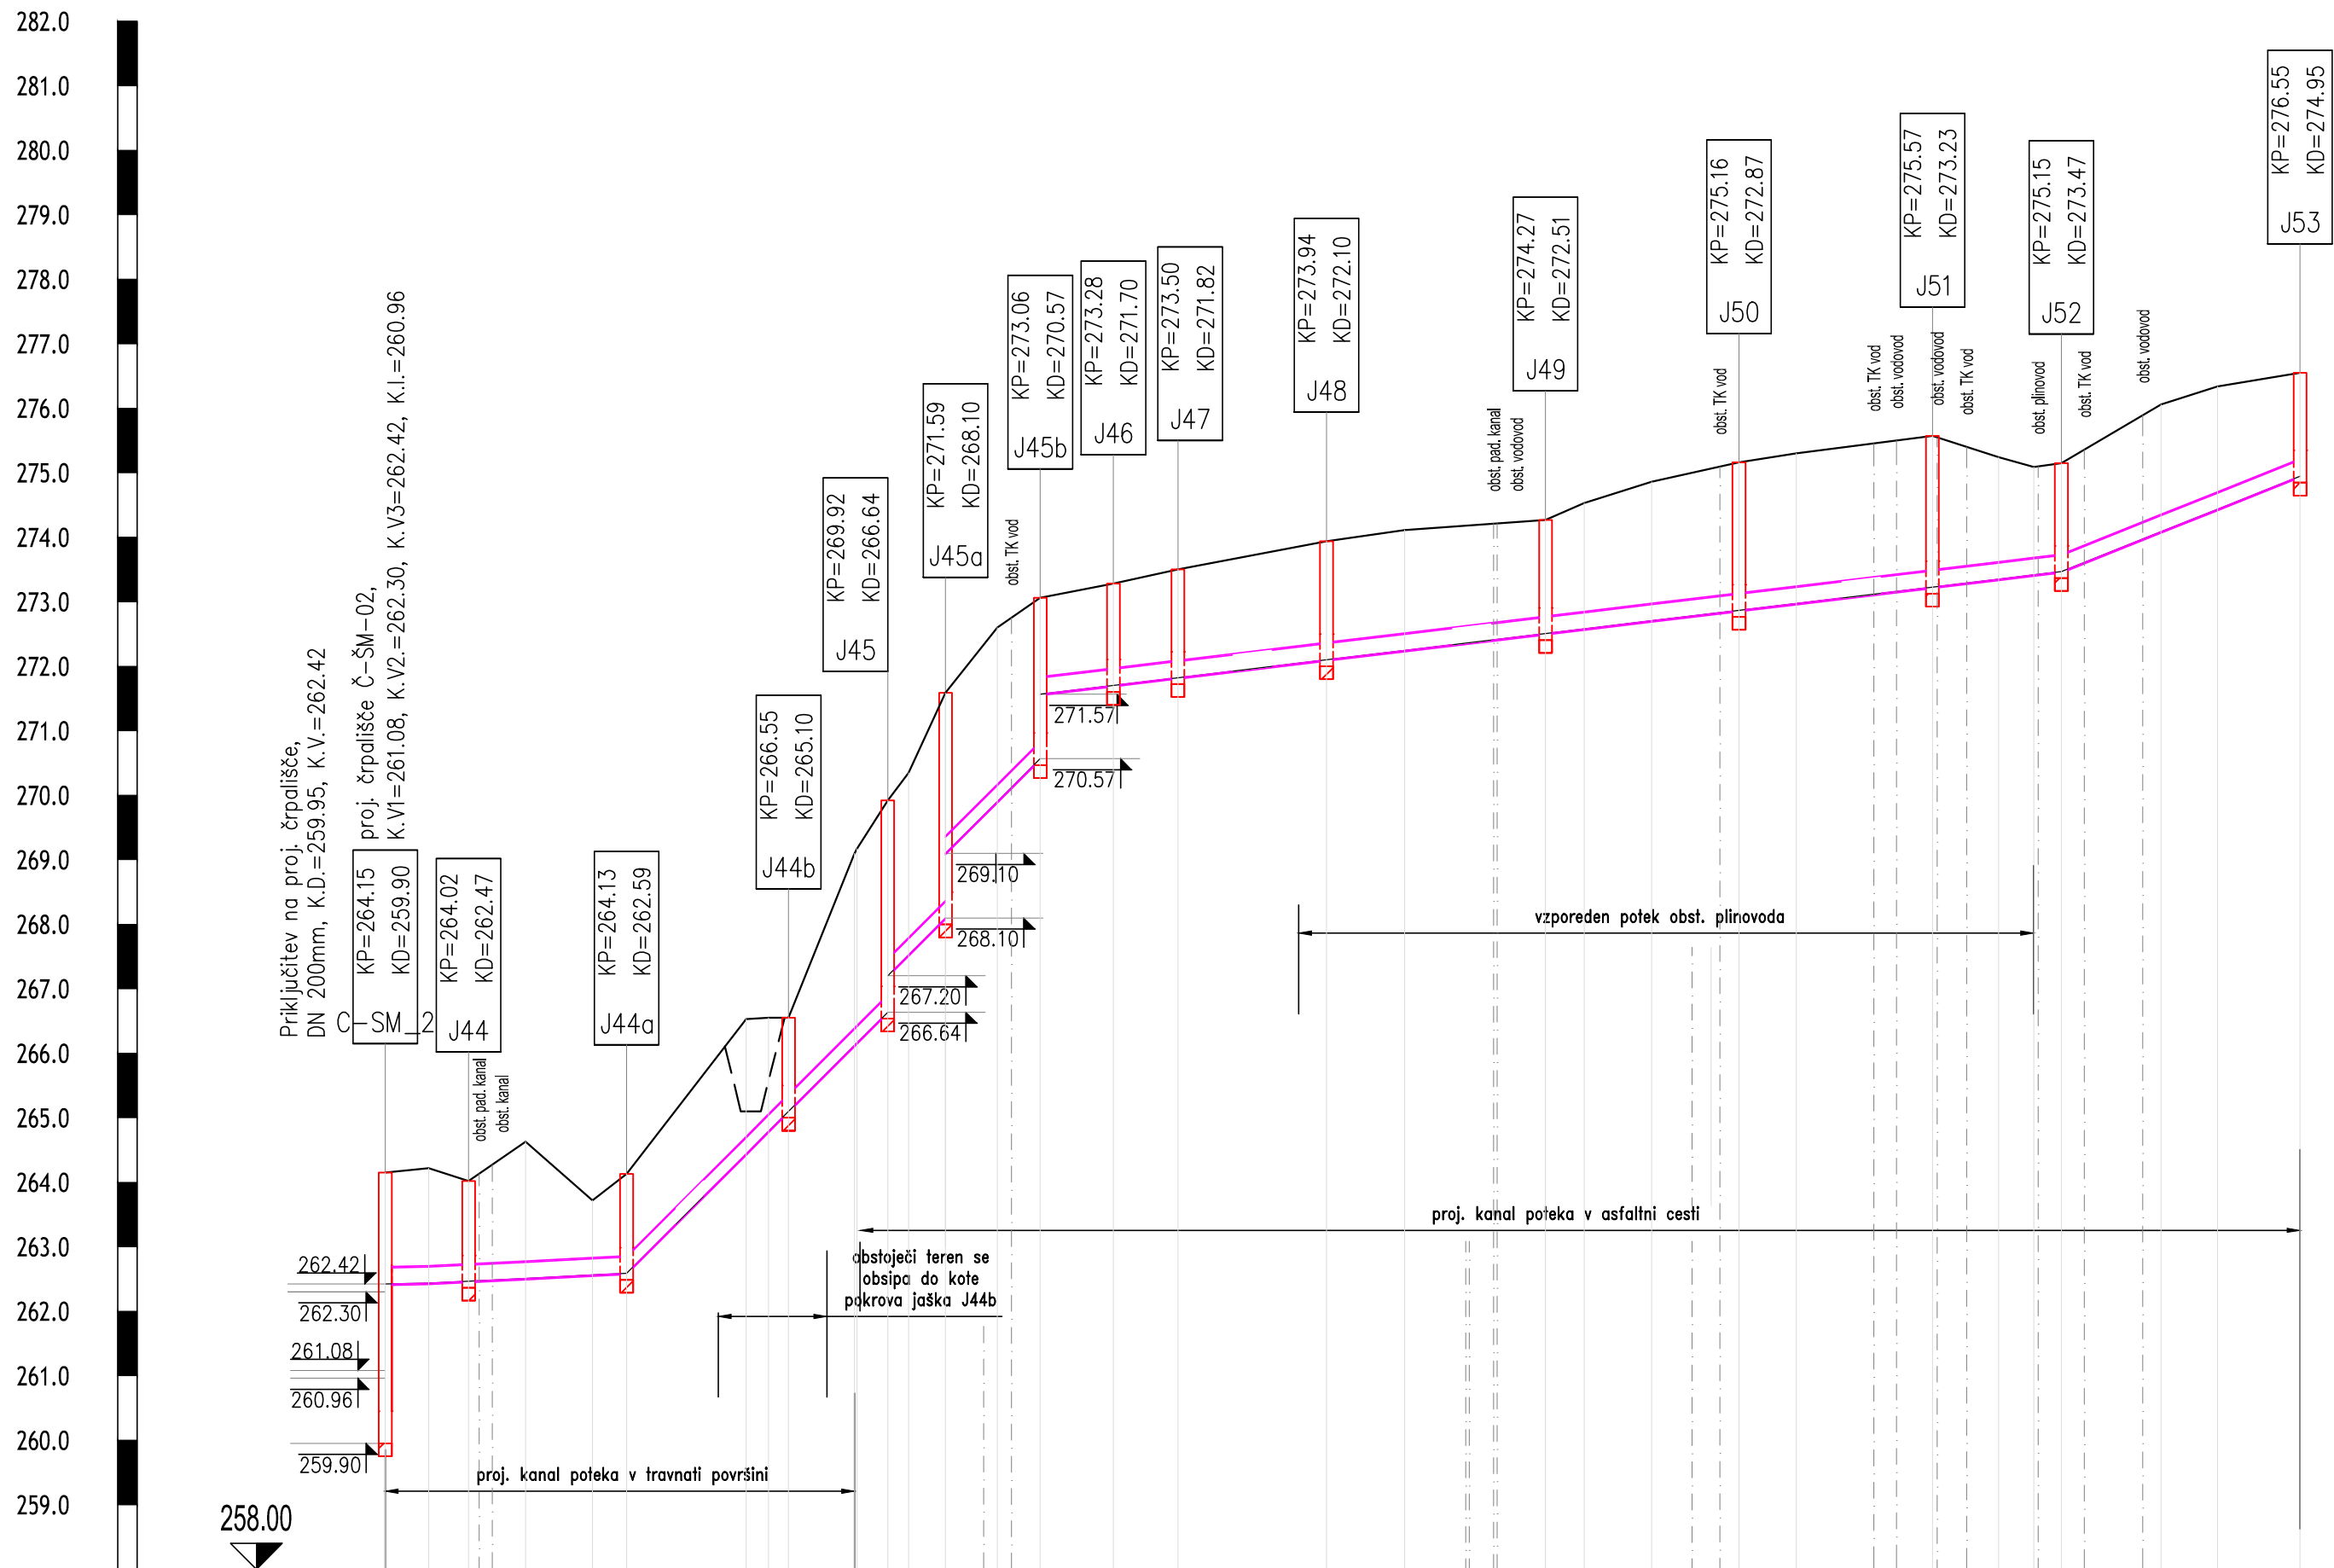 282.0
281.0
280.0
279.0
278.0
277.0
276.0
275.0
274.0
273.0
272.0
271.0
270.0
269.0
268.0
267.0
266.0
265.0
264.0
263.0
262.0
261.0
260.0
259.0
258.00
Priključitev na proj. črpališče,
DN 200mm, K.D.=259.95, K.V.=262.42
proj. črpališče Č-ŠM-02,
K.V1=261.08, K.V2.=262.30, K.V3=262.42, K.I.=260.96
KP=264.15
KD=259.90
C-SM_2
KP=264.02
KD=262.47
J44
obst. pad. kanal
obst. kanal
KP=264.13
KD=262.59
J44a
KP=266.55
KD=265.10
J44b
KP=269.92
KD=266.64
J45
KP=271.59
KD=268.10
J45a
obst. TK vod
KP=273.06
KD=270.57
J45b
KP=273.28
KD=271.70
J46
KP=273.50
KD=271.82
J47
KP=273.94
KD=272.10
J48
obst. pad. kanal
obst. vodovod
KP=274.27
KD=272.51
J49
obst. TK vod
KP=275.16
KD=272.87
J50
obst. TK vod
obst. vodovod
KP=275.57
KD=273.23
J51
obst. vodovod
obst. TK vod
obst. plinovod
KP=275.15
KD=273.47
J52
obst. TK vod
obst. vodovod
KP=276.55
KD=274.95
J53
271.57
270.57
269.10
268.10
267.20
266.64
262.42
262.30
261.08
260.96
259.90
vzporeden potek obst. plinovoda
proj. kanal poteka v asfaltni cesti
obstoječi teren se
obsipa do kote
pokrova jaška J44b
proj. kanal poteka v travnati površini